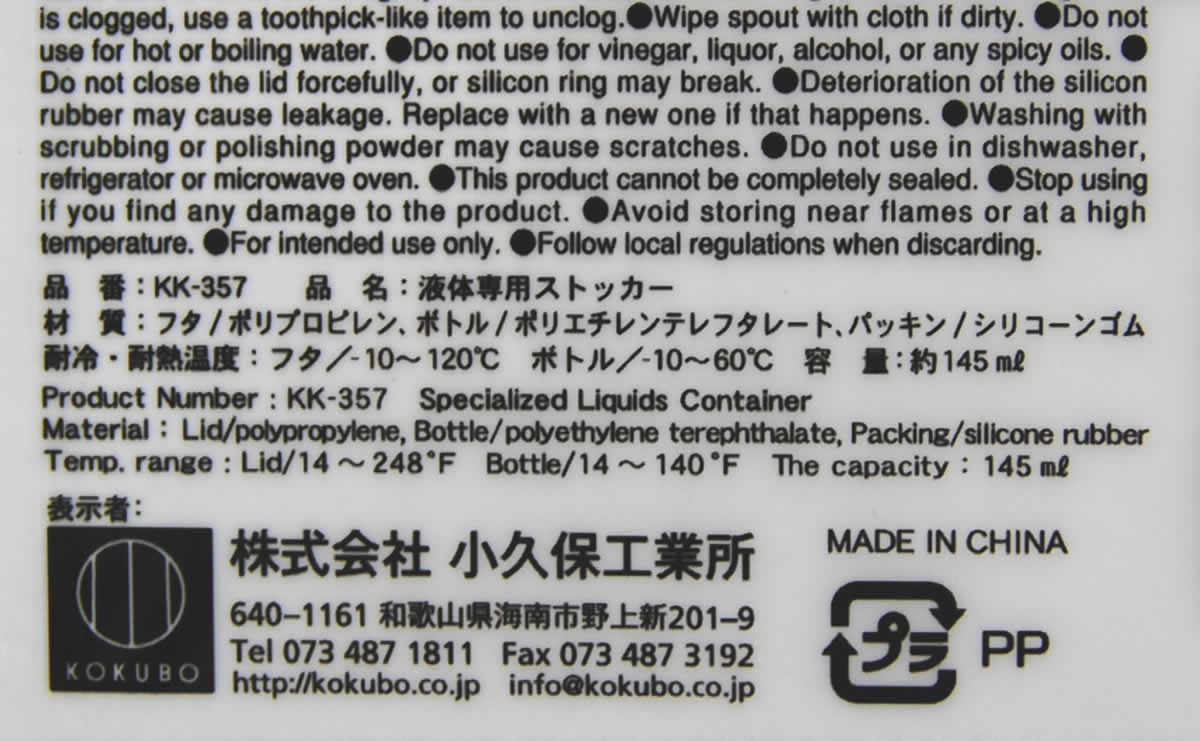 is clogged, use a toothpick-like item to unclog.●Wipe spout with cloth if dirty. ●Do not
use for hot or boiling water. ●Do not use for vinegar, liquor, alcohol, or any spicy oils. ●
Do not close the lid forcefully, or silicon ring may break. ●Deterioration of the silicon
rubber may cause leakage. Replace with a new one if that happens. ●Washing with
scrubbing or polishing powder may cause scratches. ●Do not use in dishwasher,
refrigerator or microwave oven. ●This product cannot be completely sealed. ●Stop using
if you find any damage to the product. ●Avoid storing near flames or at a high
temperature. ●For intended use only. ●Follow local regulations when discarding.
品　番：KK-357　品　名：液体専用ストッカー
材　質：フタ/ポリプロピレン、ボトル/ポリエチレンテレフタレート、パッキン/シリコーンゴム
耐冷・耐熱温度：フタ/-10〜120℃　ボトル/-10〜60℃　容　量：約145㎖
Product Number : KK-357　Specialized Liquids Container
Material : Lid/polypropylene, Bottle/polyethylene terephthalate, Packing/silicone rubber
Temp. range : Lid/14 〜 248°F　Bottle/14 〜 140°F　The capacity : 145㎖
表示者：
KOKUBO
株式会社 小久保工業所
640−1161 和歌山県海南市野上新201−9
Tel 073 487 1811　Fax 073 487 3192
http://kokubo.co.jp　info@kokubo.co.jp
MADE IN CHINA
プラ PP